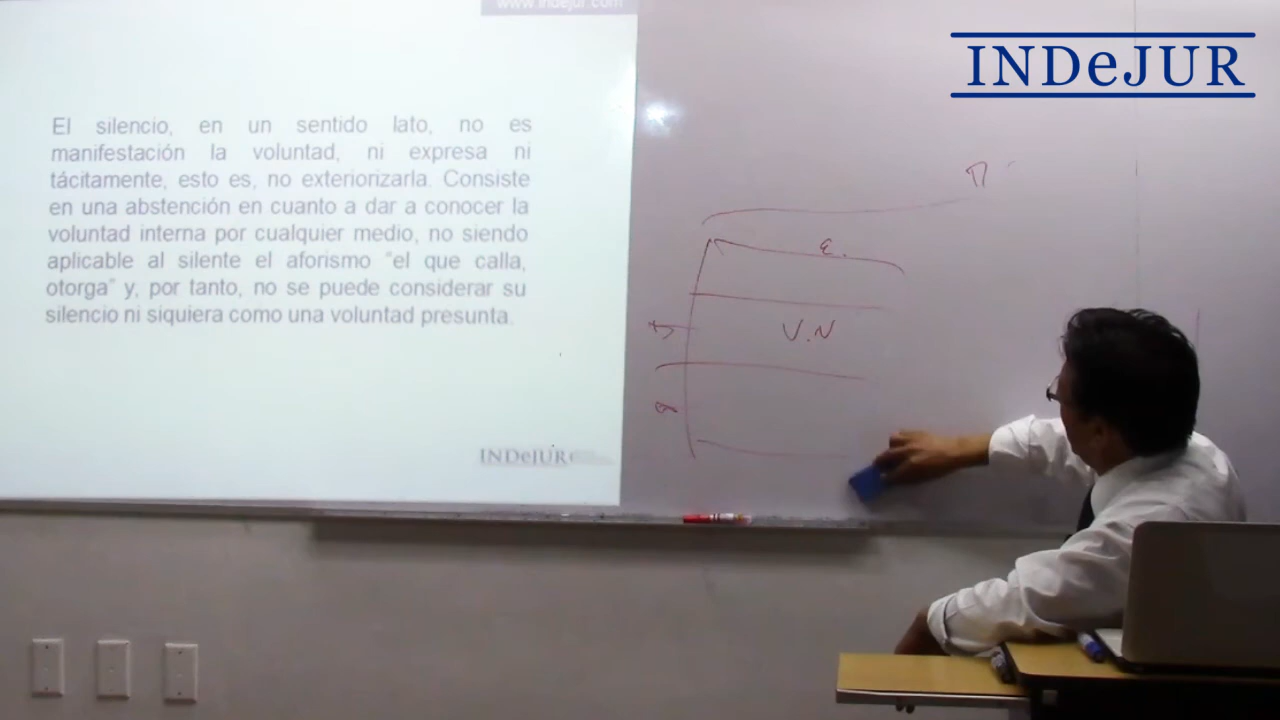 www.indejur.com
INDeJUR
El silencio, en un sentido lato, no es
manifestación la voluntad, ni expresa ni
tácitamente, esto es, no exteriorizarla. Consiste
en una abstención en cuanto a dar a conocer la
voluntad interna por cualquier medio, no siendo
aplicable al silente el aforismo "el que calla,
otorga" y, por tanto, no se puede considerar su
silencio ni siquiera como una voluntad presunta.
V.N
INDeJUR